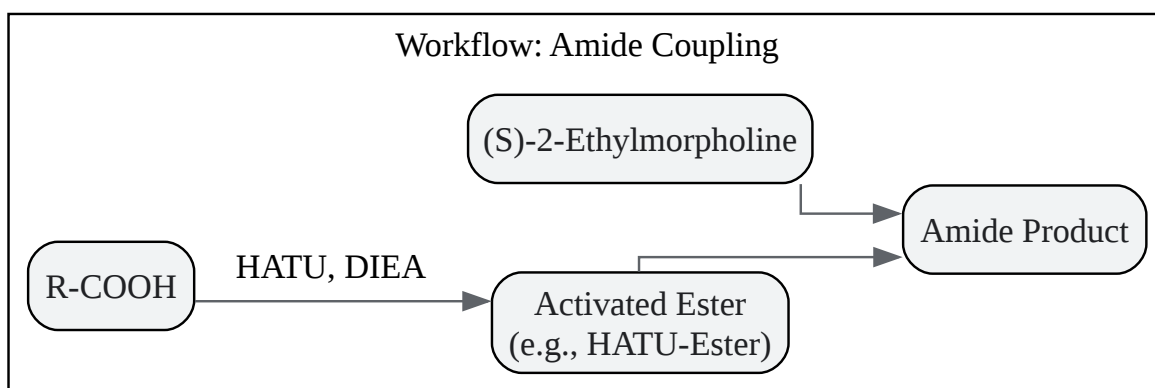 Workflow: Amide Coupling
(S)-2-Ethylmorpholine
Amide Product
R-COOH
HATU, DIEA
Activated Ester
(e.g., HATU-Ester)